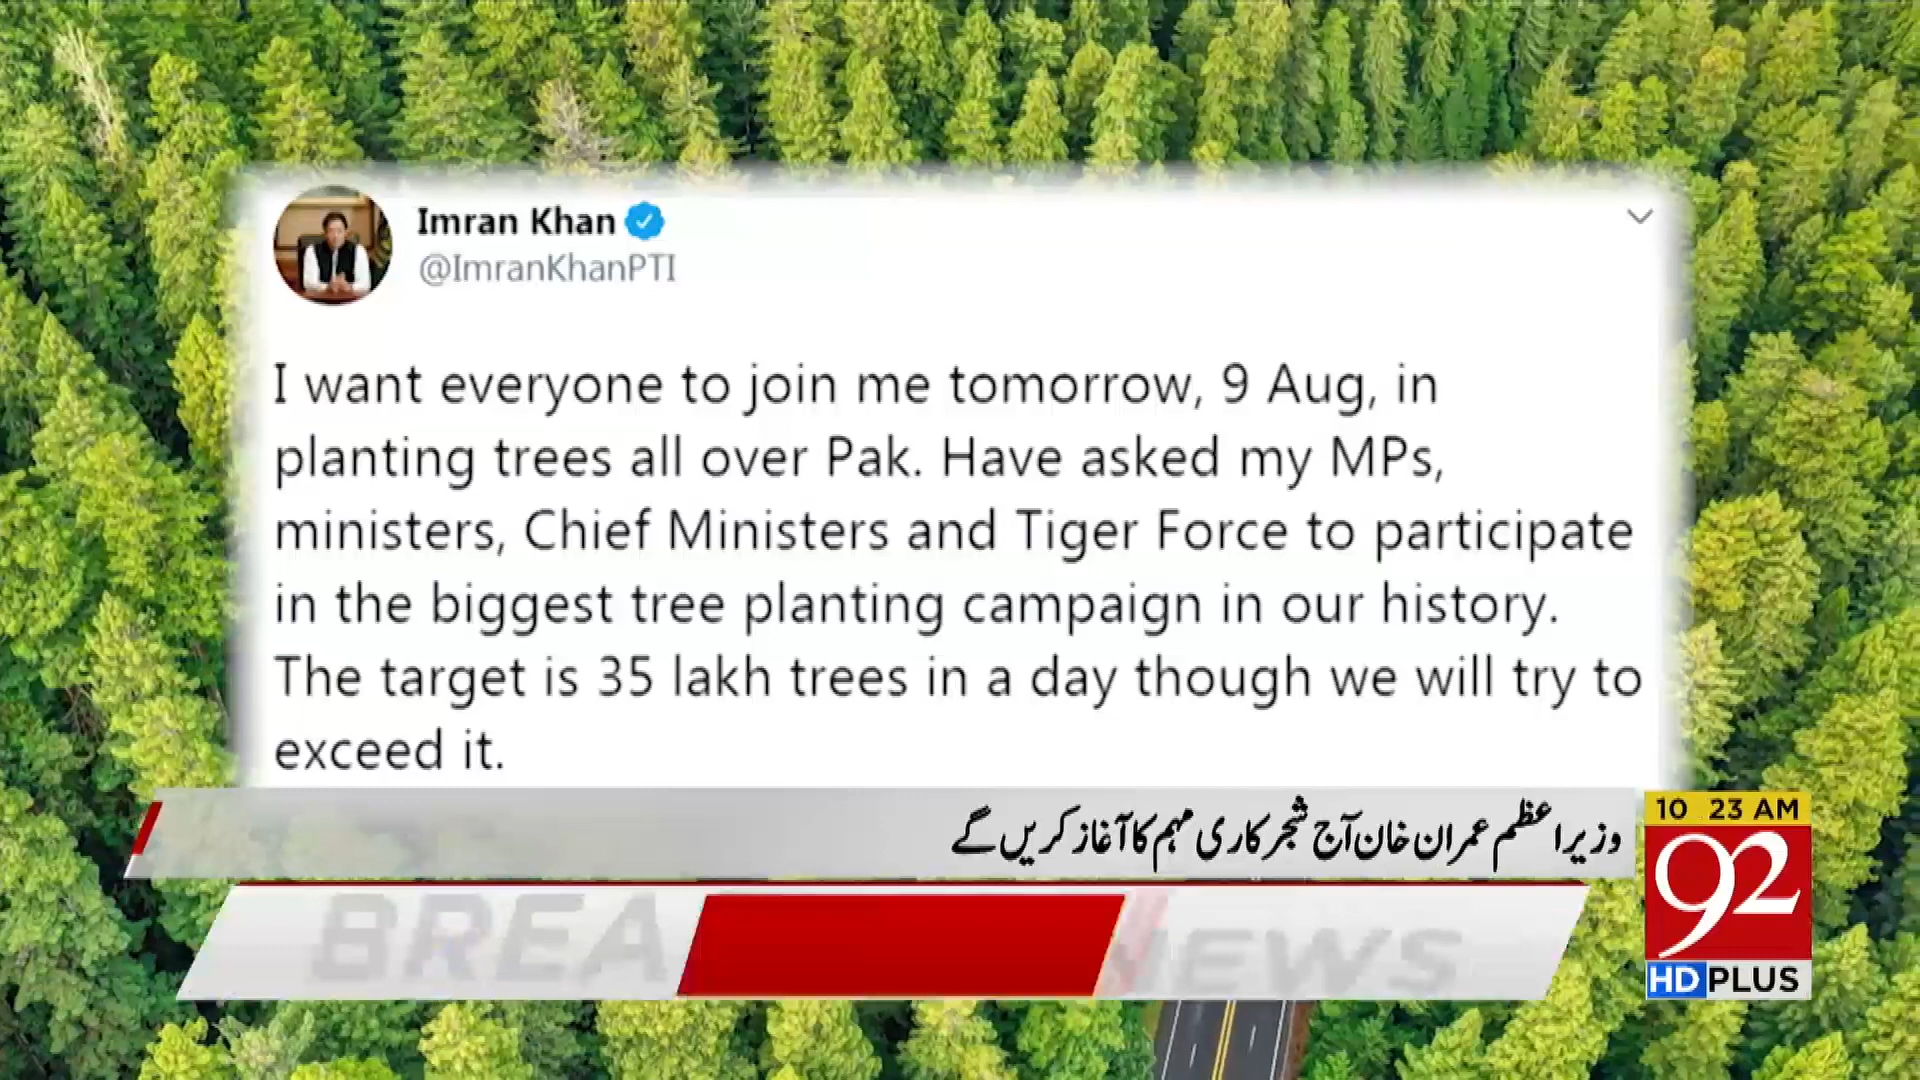 Imran Khan
@ImranKhanPTI
I want everyone to join me tomorrow, 9 Aug, in
planting trees all over Pak. Have asked my MPs,
ministers, Chief Ministers and Tiger Force to participate
in the biggest tree planting campaign in our history.
The target is 35 lakh trees in a day though we will try to
exceed it.
وزیراعظم عمران خان آج شجرکاری مہم کا آغاز کریں گے
10 23 AM
92
HD PLUS
BREA
NEWS